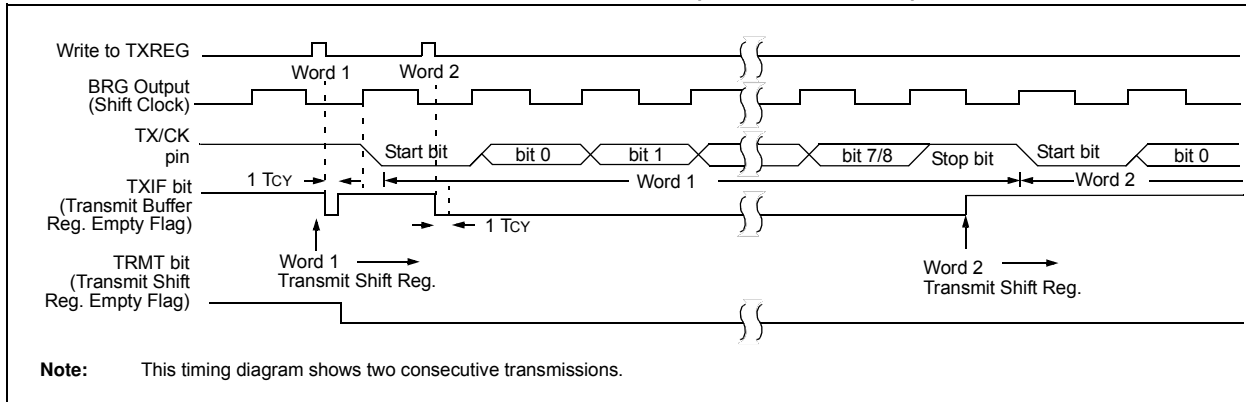 Write to TXREG
Word 1 Word 2
BRG Output
(Shift Clock)
TX/CK
pin
Start bit bit 0 bit 1 bit 7/8 Stop bit Start bit bit 0
1 TCY Word 1 Word 2
TXIF bit
(Transmit Buffer
Reg. Empty Flag)
1 TCY
Word 1
Transmit Shift Reg.
Word 2
Transmit Shift Reg.
TRMT bit
(Transmit Shift
Reg. Empty Flag)
Note: This timing diagram shows two consecutive transmissions.